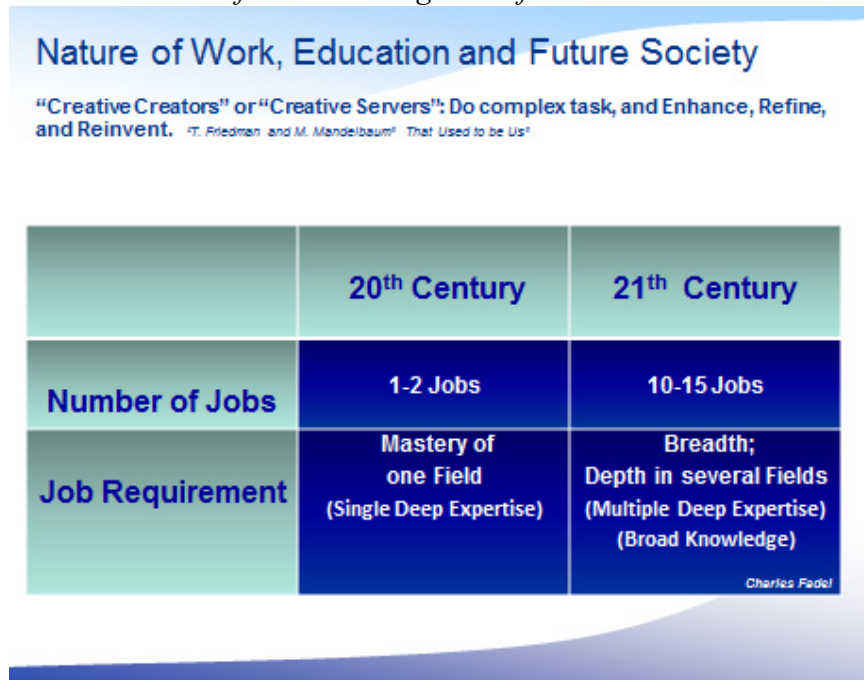 Nature of Work, Education and Future Society
“Creative Creators” or “Creative Servers”: Do complex task, and Enhance, Refine,
and Reinvent. “T. Friedman and M. Mandelbaum” That Used to be Us”
20th Century
21th Century
Number of Jobs
1-2 Jobs
10-15 Jobs
Job Requirement
Mastery of
one Field
(Single Deep Expertise)
Breadth;
Depth in several Fields
(Multiple Deep Expertise)
(Broad Knowledge)
Charles Fadel